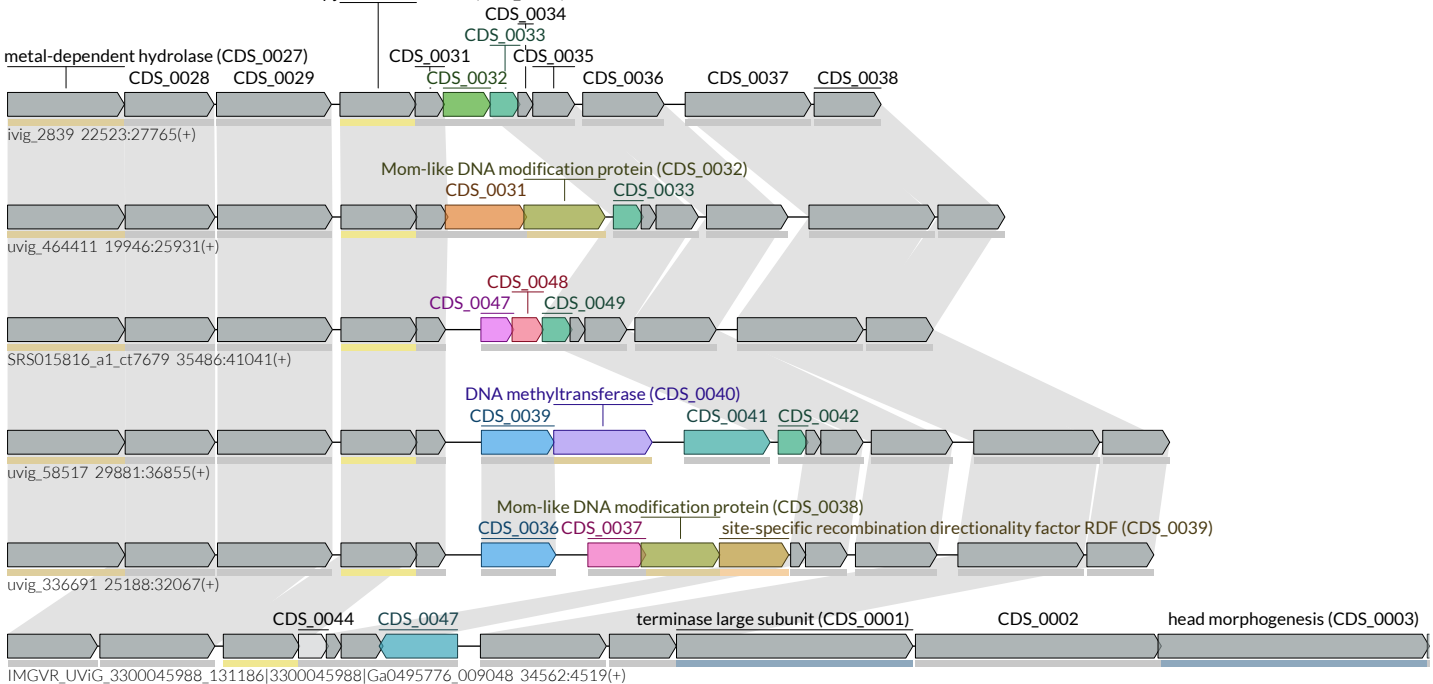 CDS_0034
CDS_0033
metal-dependent hydrolase (CDS_0027) CDS_0031 CDS_0035
CDS_0028 CDS_0029 CDS_0032 CDS_0036 CDS_0037 CDS_0038
ivig_2839 22523:27765(+)
Mom-like DNA modification protein (CDS_0032)
CDS_0031 CDS_0033
uvig_464411 19946:25931(+)
CDS_0048
CDS_0047 CDS_0049
SRS015816_a1_ct7679 35486:41041(+)
DNA methyltransferase (CDS_0040)
CDS_0039 CDS_0041 CDS_0042
uvig_58517 29881:36855(+)
Mom-like DNA modification protein (CDS_0038)
CDS_0036 CDS_0037 site-specific recombination directionality factor RDF (CDS_0039)
uvig_336691 25188:32067(+)
CDS_0044 CDS_0047 terminase large subunit (CDS_0001) CDS_0002 head morphogenesis (CDS_0003)
IMGVR_UViG_3300045988_131186|3300045988|Ga0495776_009048 34562:4519(+)